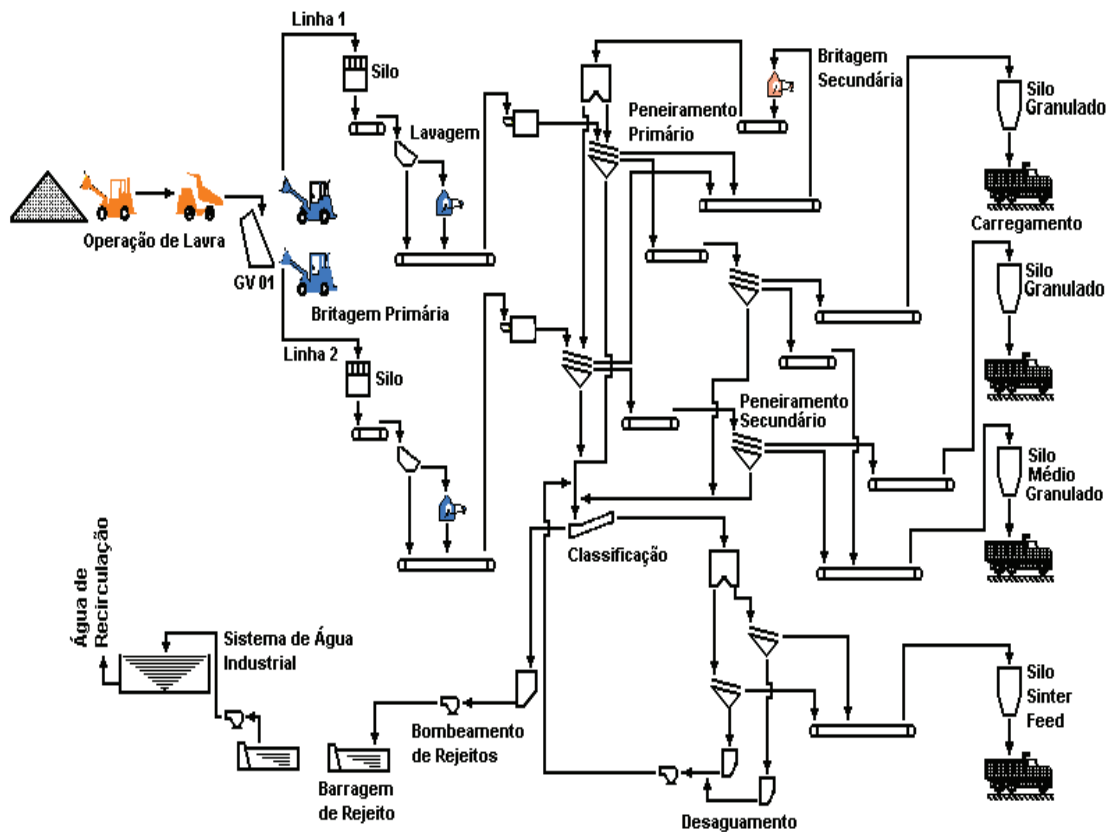 Linha 1
Silo
Lavagem
Britagem
Secundária
Peneiramento
Primário
Silo
Granulado
Carregamento
Operação de Lavra
GV 01
Britagem Primária
Linha 2
Silo
Silo
Granulado
Peneiramento
Secundário
Silo
Médio
Granulado
Classificação
Água de
Recirculação
Sistema de Água
Industrial
Bombeamento
de Rejeitos
Barragem
de Rejeito
Desaguamento
Silo
Sinter
Feed